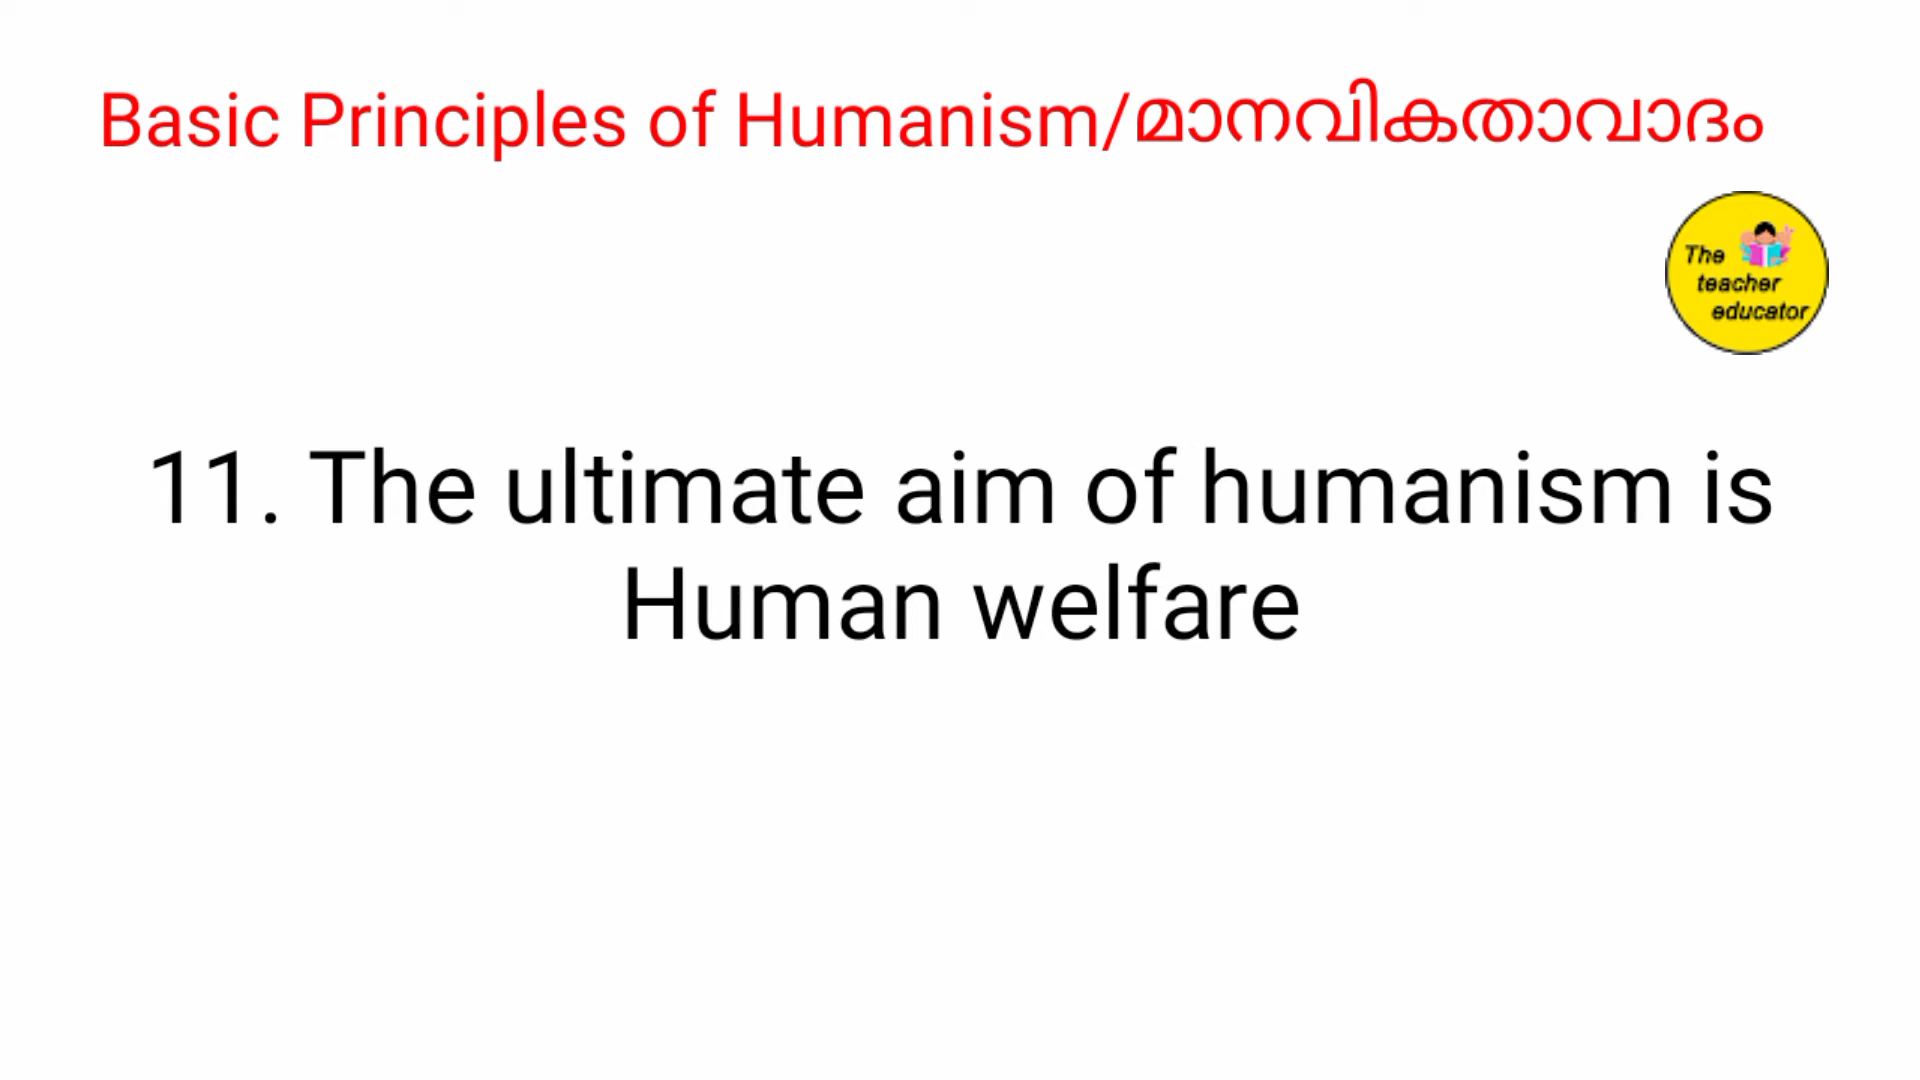 Basic Principles of Humanism/മാനവികതാവാദം
The
teacher
educator
11. The ultimate aim of humanism is
Human welfare